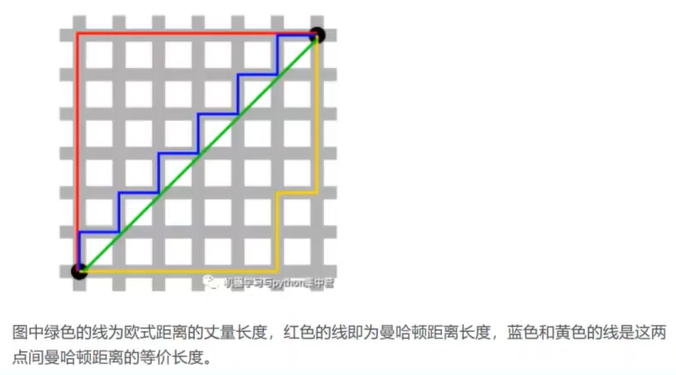 机器学习与python集中营
图中绿色的线为欧式距离的丈量长度，红色的线即为曼哈顿距离长度，蓝色和黄色的线是这两
点间曼哈顿距离的等价长度。